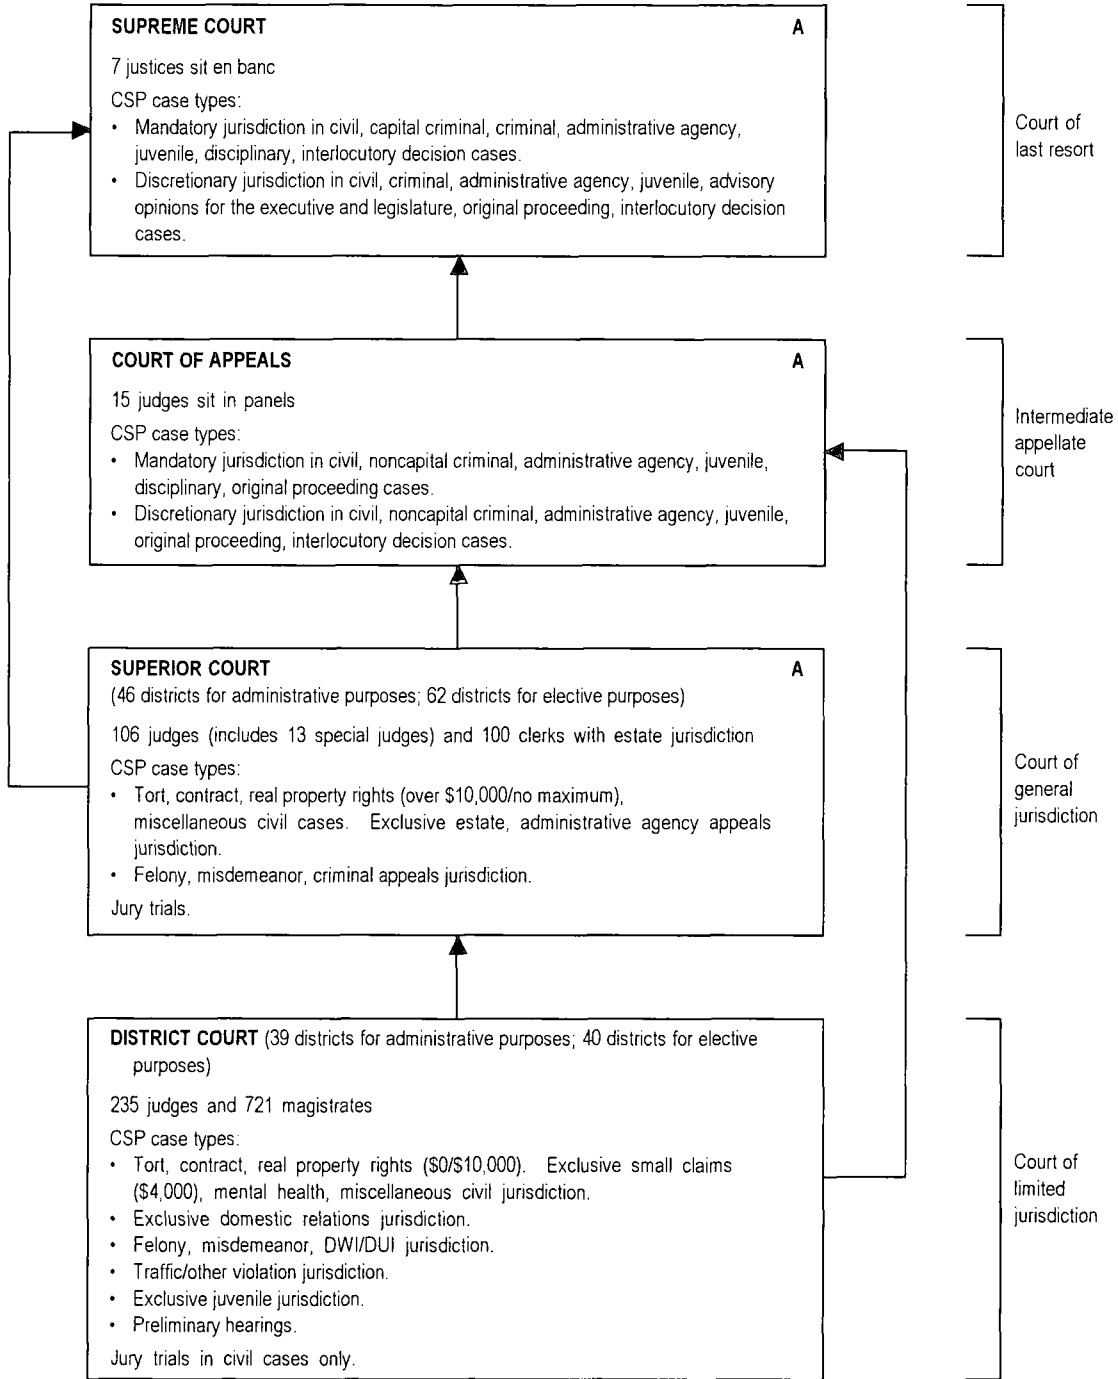 SUPREME COURT A
7 justices sit en banc
CSP case types:
• Mandatory jurisdiction in civil, capital criminal, criminal, administrative agency,
juvenile, disciplinary, interlocutory decision cases.
• Discretionary jurisdiction in civil, criminal, administrative agency, juvenile, advisory
opinions for the executive and legislature, original proceeding, interlocutory decision
cases.
Court of
last resort
COURT OF APPEALS A
15 judges sit in panels
CSP case types:
• Mandatory jurisdiction in civil, noncapital criminal, administrative agency, juvenile,
disciplinary, original proceeding cases.
• Discretionary jurisdiction in civil, noncapital criminal, administrative agency, juvenile,
original proceeding, interlocutory decision cases.
Intermediate
appellate
court
SUPERIOR COURT A
(46 districts for administrative purposes; 62 districts for elective purposes)
106 judges (includes 13 special judges) and 100 clerks with estate jurisdiction
CSP case types:
• Tort, contract, real property rights (over $10,000/no maximum),
miscellaneous civil cases. Exclusive estate, administrative agency appeals
jurisdiction.
• Felony, misdemeanor, criminal appeals jurisdiction.
Jury trials.
Court of
general
jurisdiction
DISTRICT COURT (39 districts for administrative purposes; 40 districts for elective
purposes)
235 judges and 721 magistrates
CSP case types:
• Tort, contract, real property rights ($0/$10,000). Exclusive small claims
($4,000), mental health, miscellaneous civil jurisdiction.
• Exclusive domestic relations jurisdiction.
• Felony, misdemeanor, DWI/DUI jurisdiction.
• Traffic/other violation jurisdiction.
• Exclusive juvenile jurisdiction.
• Preliminary hearings.
Jury trials in civil cases only.
Court of
limited
jurisdiction